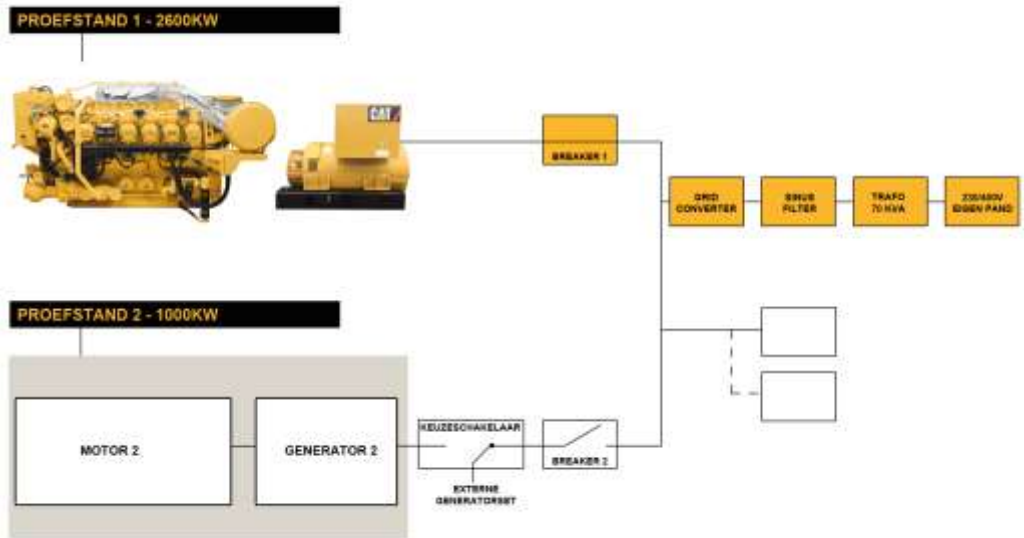 PROEFSTAND 1 - 2600KW
CAT
BREAKER 1
GRID
CONVERTER
SINUS
FILTER
TRAFO
70 KVA
230/400V
EIGEN PAND
PROEFSTAND 2 - 1000KW
MOTOR 2
GENERATOR 2
KEUZESCHAKELAAR
EXTERNE
GENERATORSET
BREAKER 2